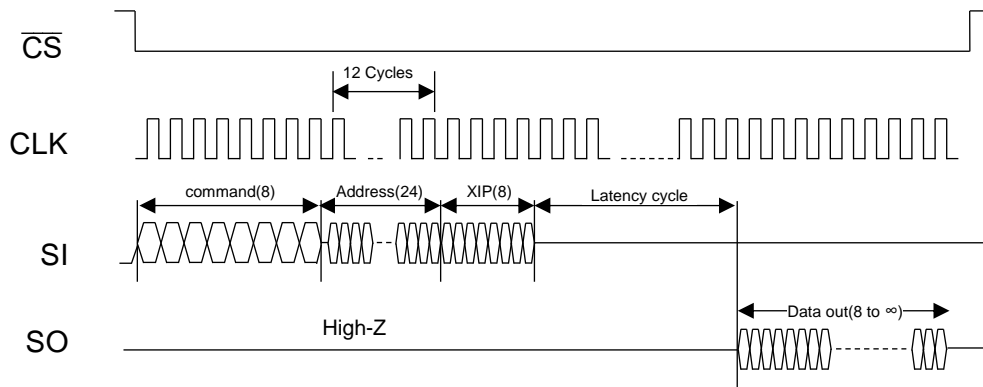 CS
12 Cycles
CLK
command(8)
Address(24)
XIP(8)
Latency cycle
SI
Data out(8 to ∞)
High-Z
SO